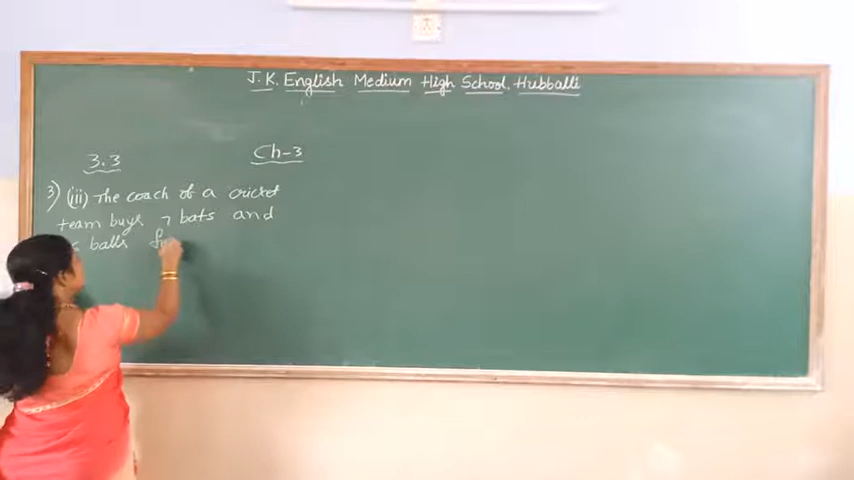 J.K. English Medium High School, Hubballi
3.3 Ch-3
3) (iii) The coach of a cricket
team buys 7 bats and
balls